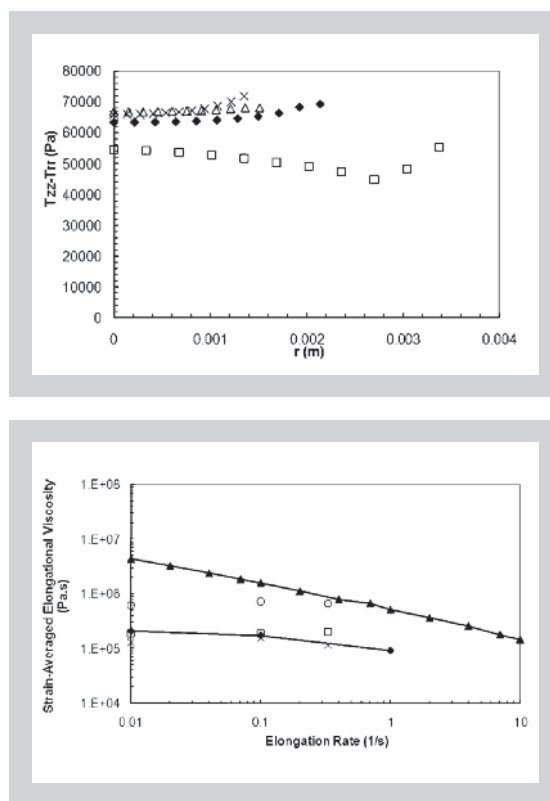 80000
70000
60000
50000
40000
30000
20000
10000
0
Tzz-Trr (Pa)
0 0.001 0.002 0.003 0.004
r (m)
1.E+08
1.E+07
1.E+06
1.E+05
1.E+04
Strain-Averaged Elongational Viscosity
(Pa.s)
0.01 0.1 1 10
Elongation Rate (1/s)